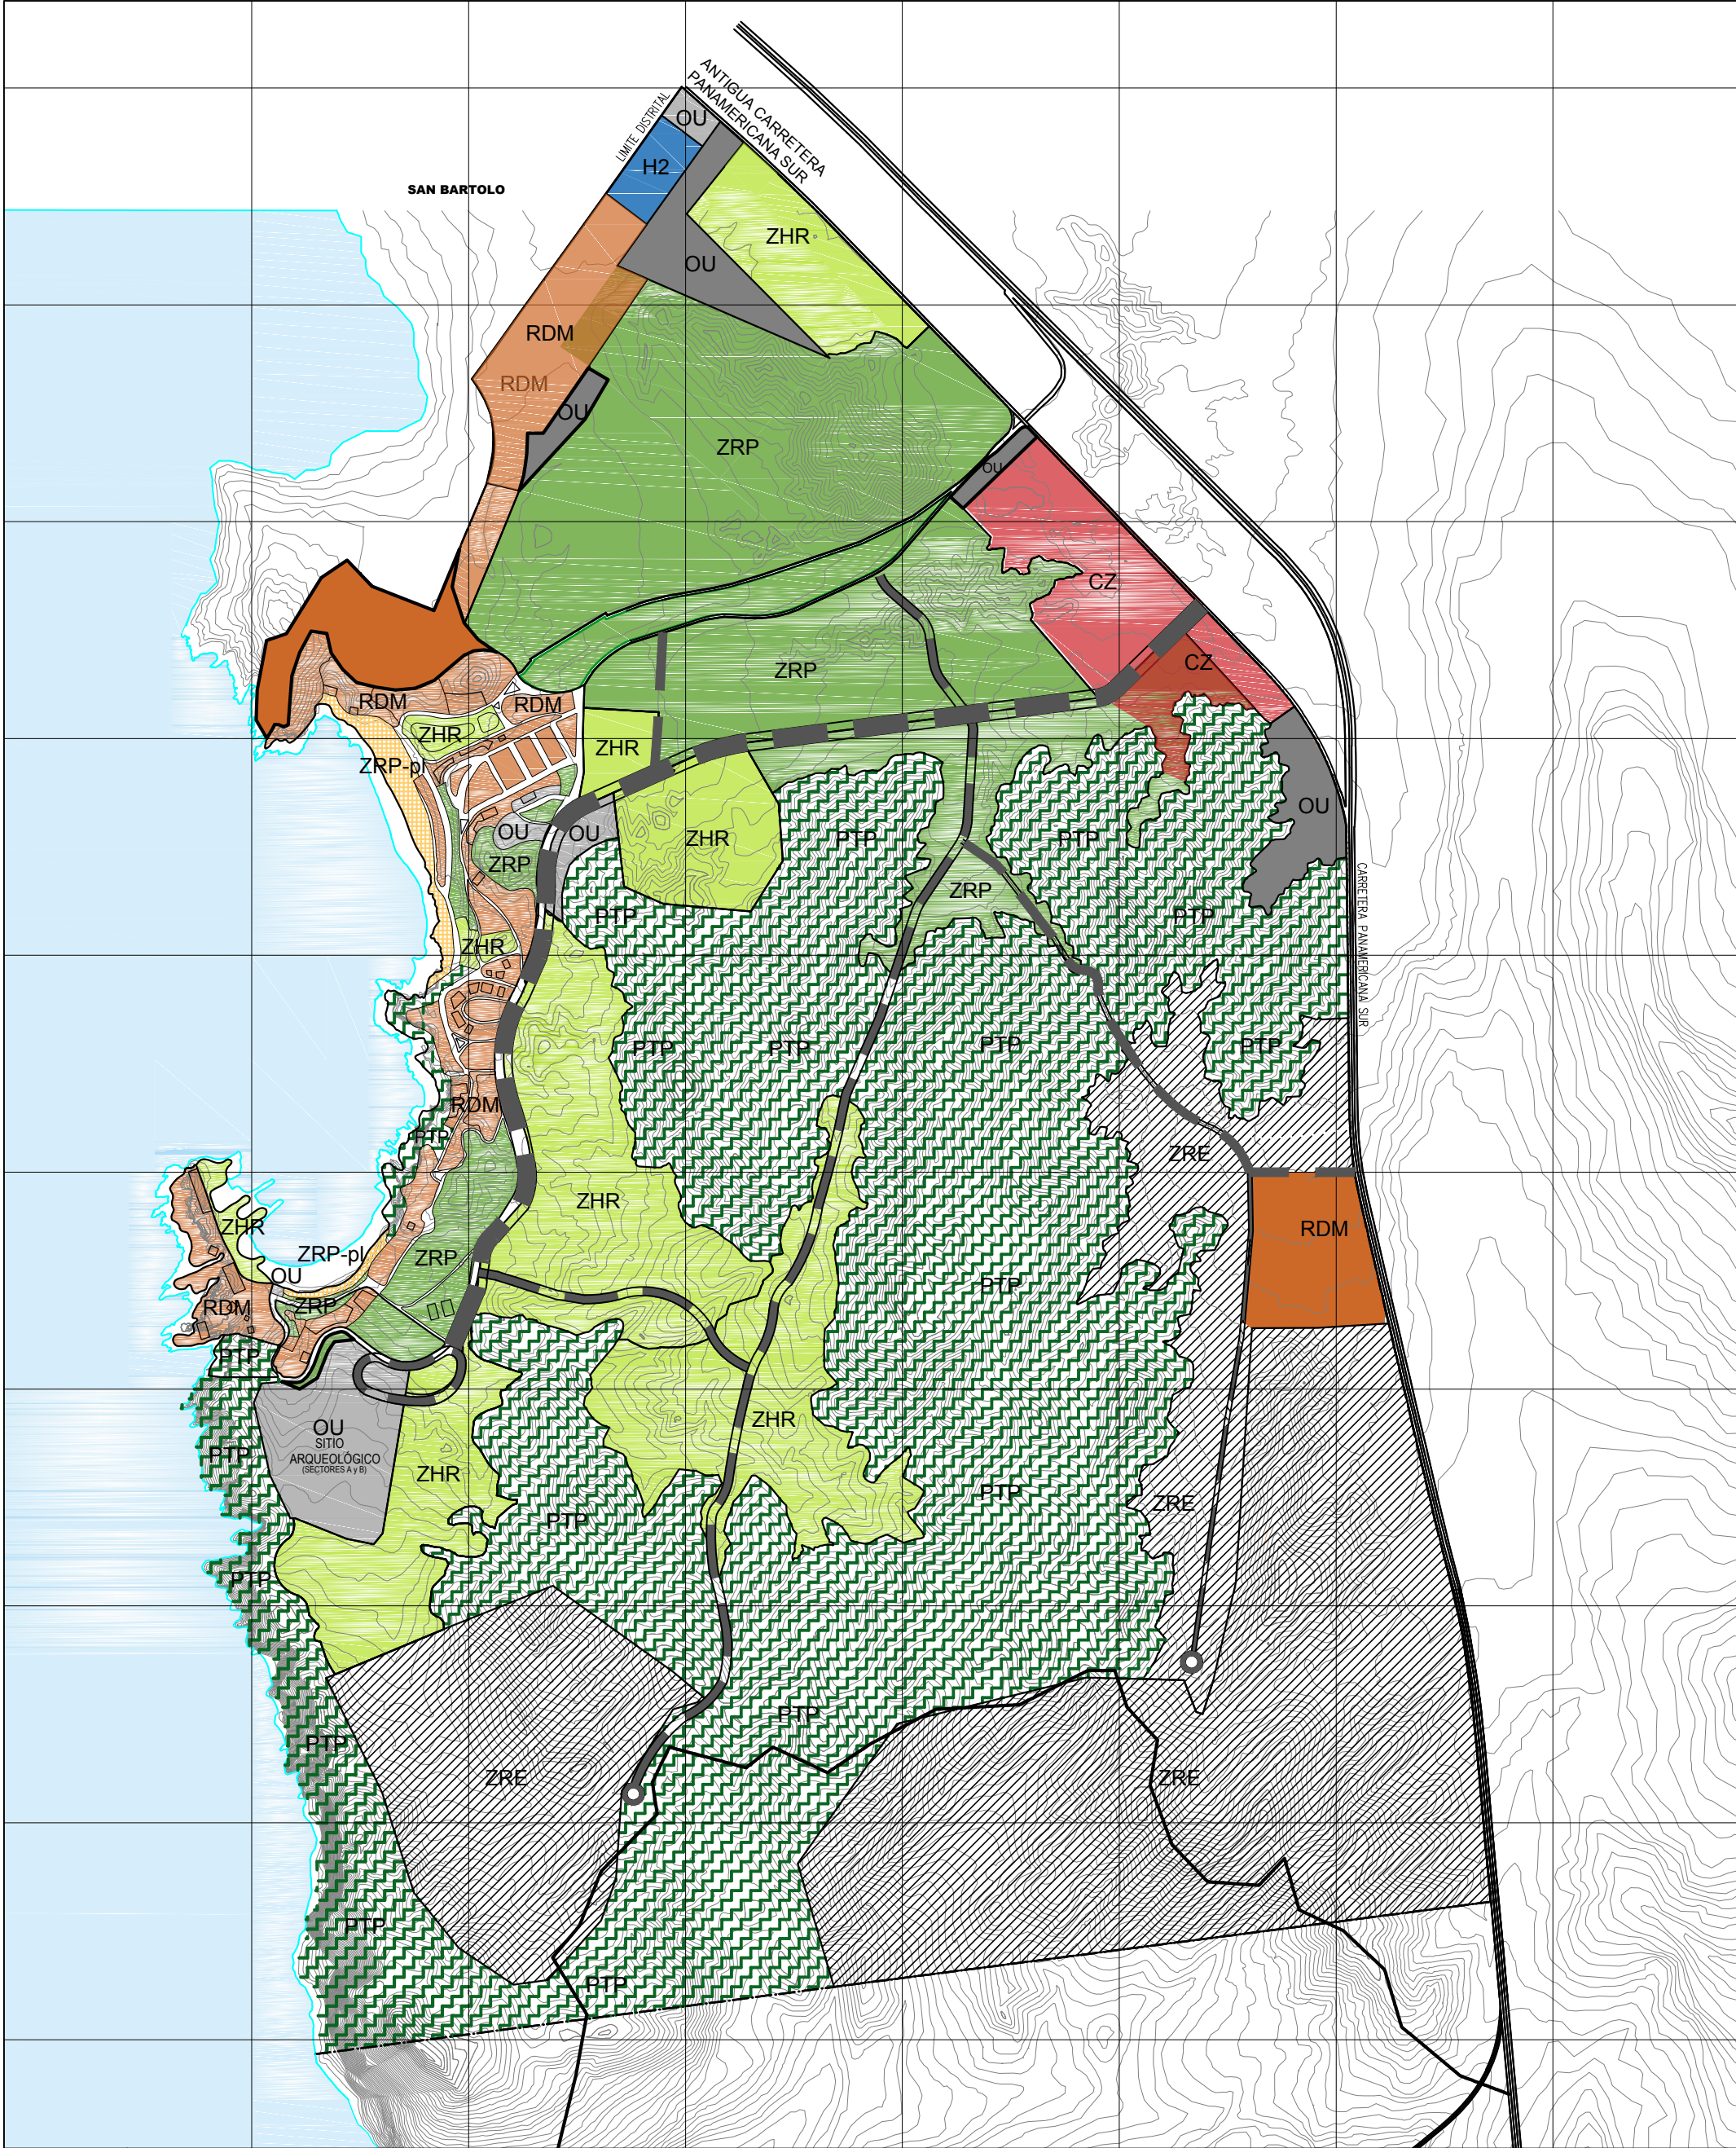 ANTIGUA CARRETERA
PANAMERICANA SUR
LIMITE DISTRITAL
OU
H2
SAN BARTOLO
ZHR
OU
RDM
RDM
OU
ZRP
OU
CZ
CZ
ZRP
RDM
RDM
ZHR
ZHR
ZRP-pl
OU
OU
OU
ZHR
PTP
PTP
ZRP
ZRP
PTP
PTP
CARRETERA PANAMERICANA SUR
ZHR
PTP
PTP
PTP
PTP
RDM
PTP
ZRE
ZHR
ZHR
RDM
ZRP-pl
ZRP
OU
PTP
RDM
ZRP
PTP
ZHR
OU
SITIO
ARQUEOLÓGICO
(SECTORES A y B)
PTP
ZHR
PTP
ZRE
PTP
PTP
PTP
PTP
ZRE
ZRE
PTP
PTP